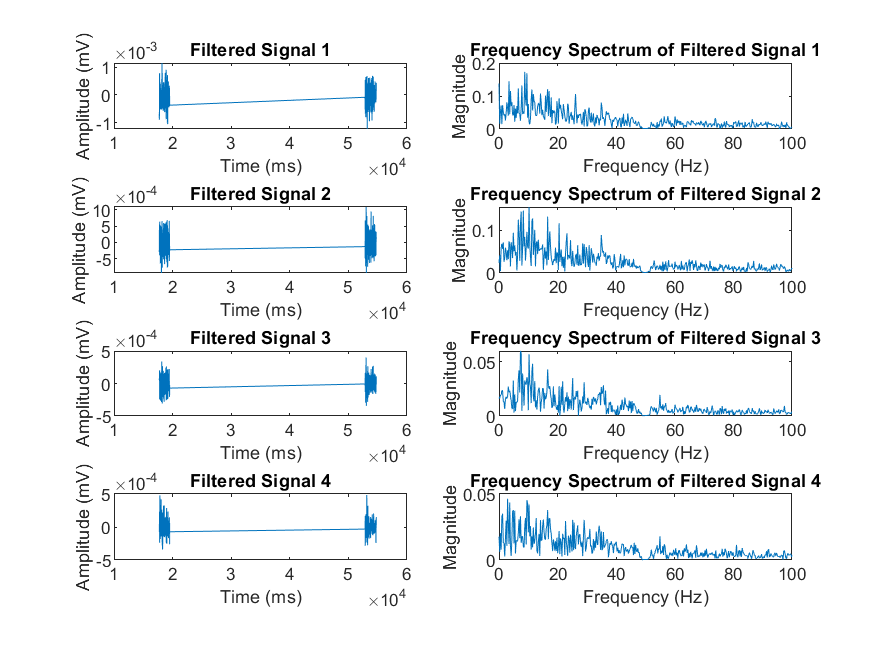 Filtered Signal 1
×10-3
Amplitude (mV)
1
0
-1
1 2 3 4 5 6
Time (ms)
×104
Frequency Spectrum of Filtered Signal 1
Magnitude
0.2
0.1
0
0 20 40 60 80 100
Frequency (Hz)
Filtered Signal 2
×10-4
Amplitude (mV)
10
5
0
-5
1 2 3 4 5 6
Time (ms)
×104
Frequency Spectrum of Filtered Signal 2
Magnitude
0.1
0
0 20 40 60 80 100
Frequency (Hz)
Filtered Signal 3
×10-4
Amplitude (mV)
5
0
-5
1 2 3 4 5 6
Time (ms)
×104
Frequency Spectrum of Filtered Signal 3
Magnitude
0.05
0
0 20 40 60 80 100
Frequency (Hz)
Filtered Signal 4
×10-4
Amplitude (mV)
5
0
-5
1 2 3 4 5 6
Time (ms)
×104
Frequency Spectrum of Filtered Signal 4
Magnitude
0.05
0
0 20 40 60 80 100
Frequency (Hz)